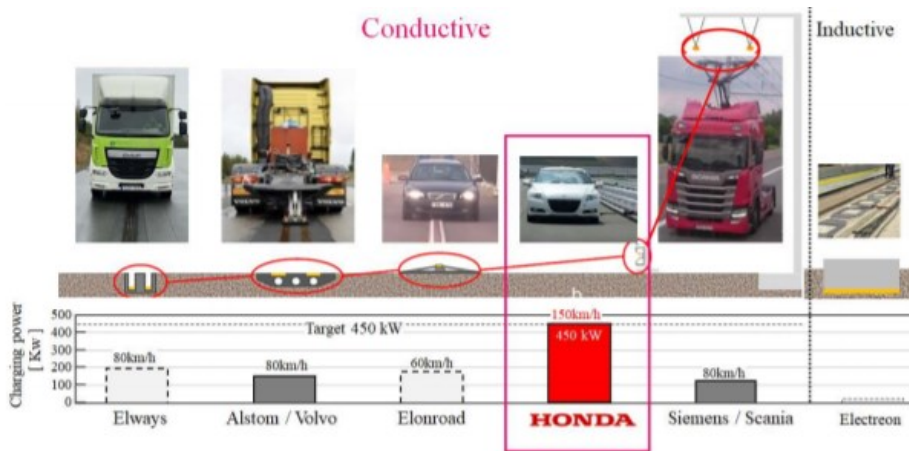 Conductive
Inductive
SCANIA
Charging power
[ Kw]
500
400
300
200
100
0
Target 450 kW
80km/h
80km/h
60km/h
150km/h
450 kW
80km/h
Elways
Alstom / Volvo
Elonroad
HONDA
Siemens / Scania
Electreon